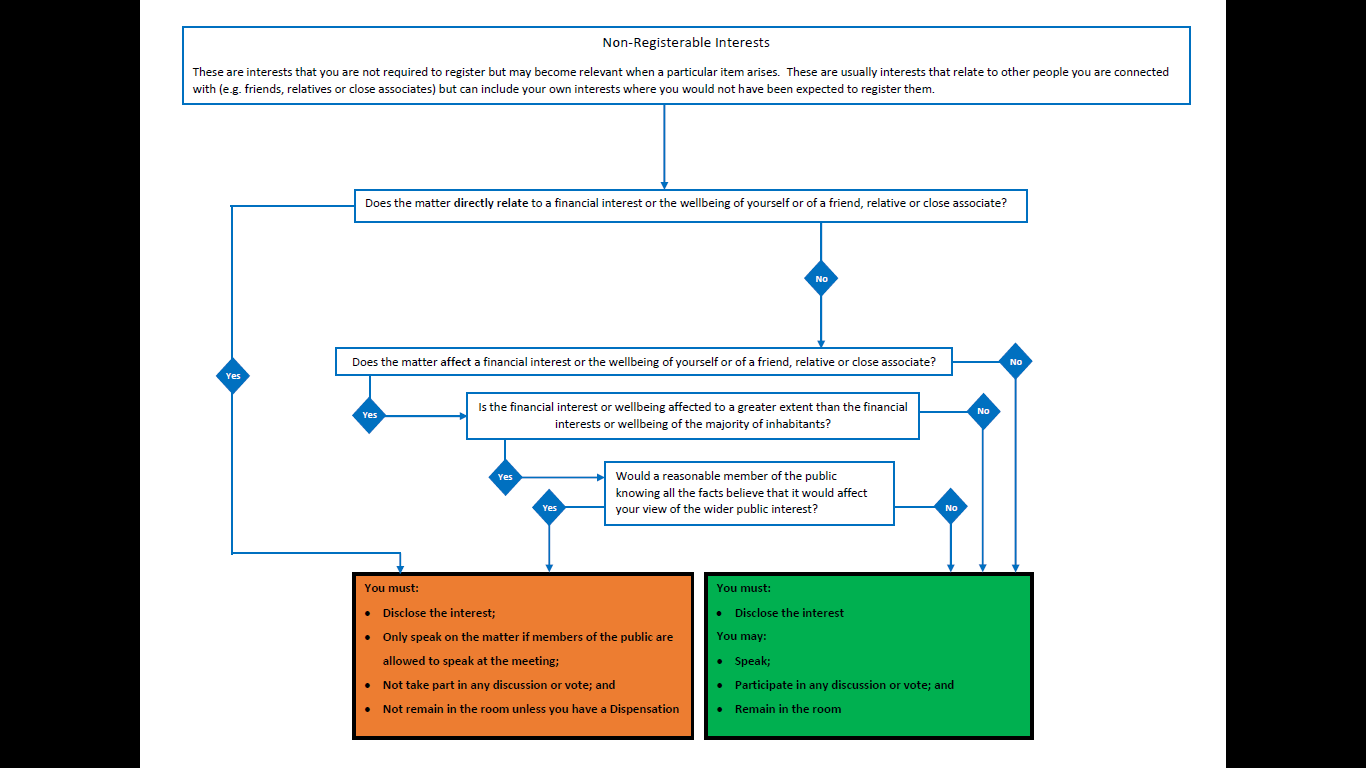 Non-Registerable Interests
These are interests that you are not required to register but may become relevant when a particular item arises.  These are usually interests that relate to other people you are connected
with (e.g. friends, relatives or close associates) but can include your own interests where you would not have been expected to register them.
Does the matter directly relate to a financial interest or the wellbeing of yourself or of a friend, relative or close associate?
No
Yes
Does the matter affect a financial interest or the wellbeing of yourself or of a friend, relative or close associate?
No
Yes
Is the financial interest or wellbeing affected to a greater extent than the financial
interests or wellbeing of the majority of inhabitants?
No
Yes
Would a reasonable member of the public
knowing all the facts believe that it would affect
your view of the wider public interest?
Yes
No
You must:
• Disclose the interest;
• Only speak on the matter if members of the public are
allowed to speak at the meeting;
• Not take part in any discussion or vote; and
• Not remain in the room unless you have a Dispensation
You must:
• Disclose the interest
You may:
• Speak;
• Participate in any discussion or vote; and
• Remain in the room